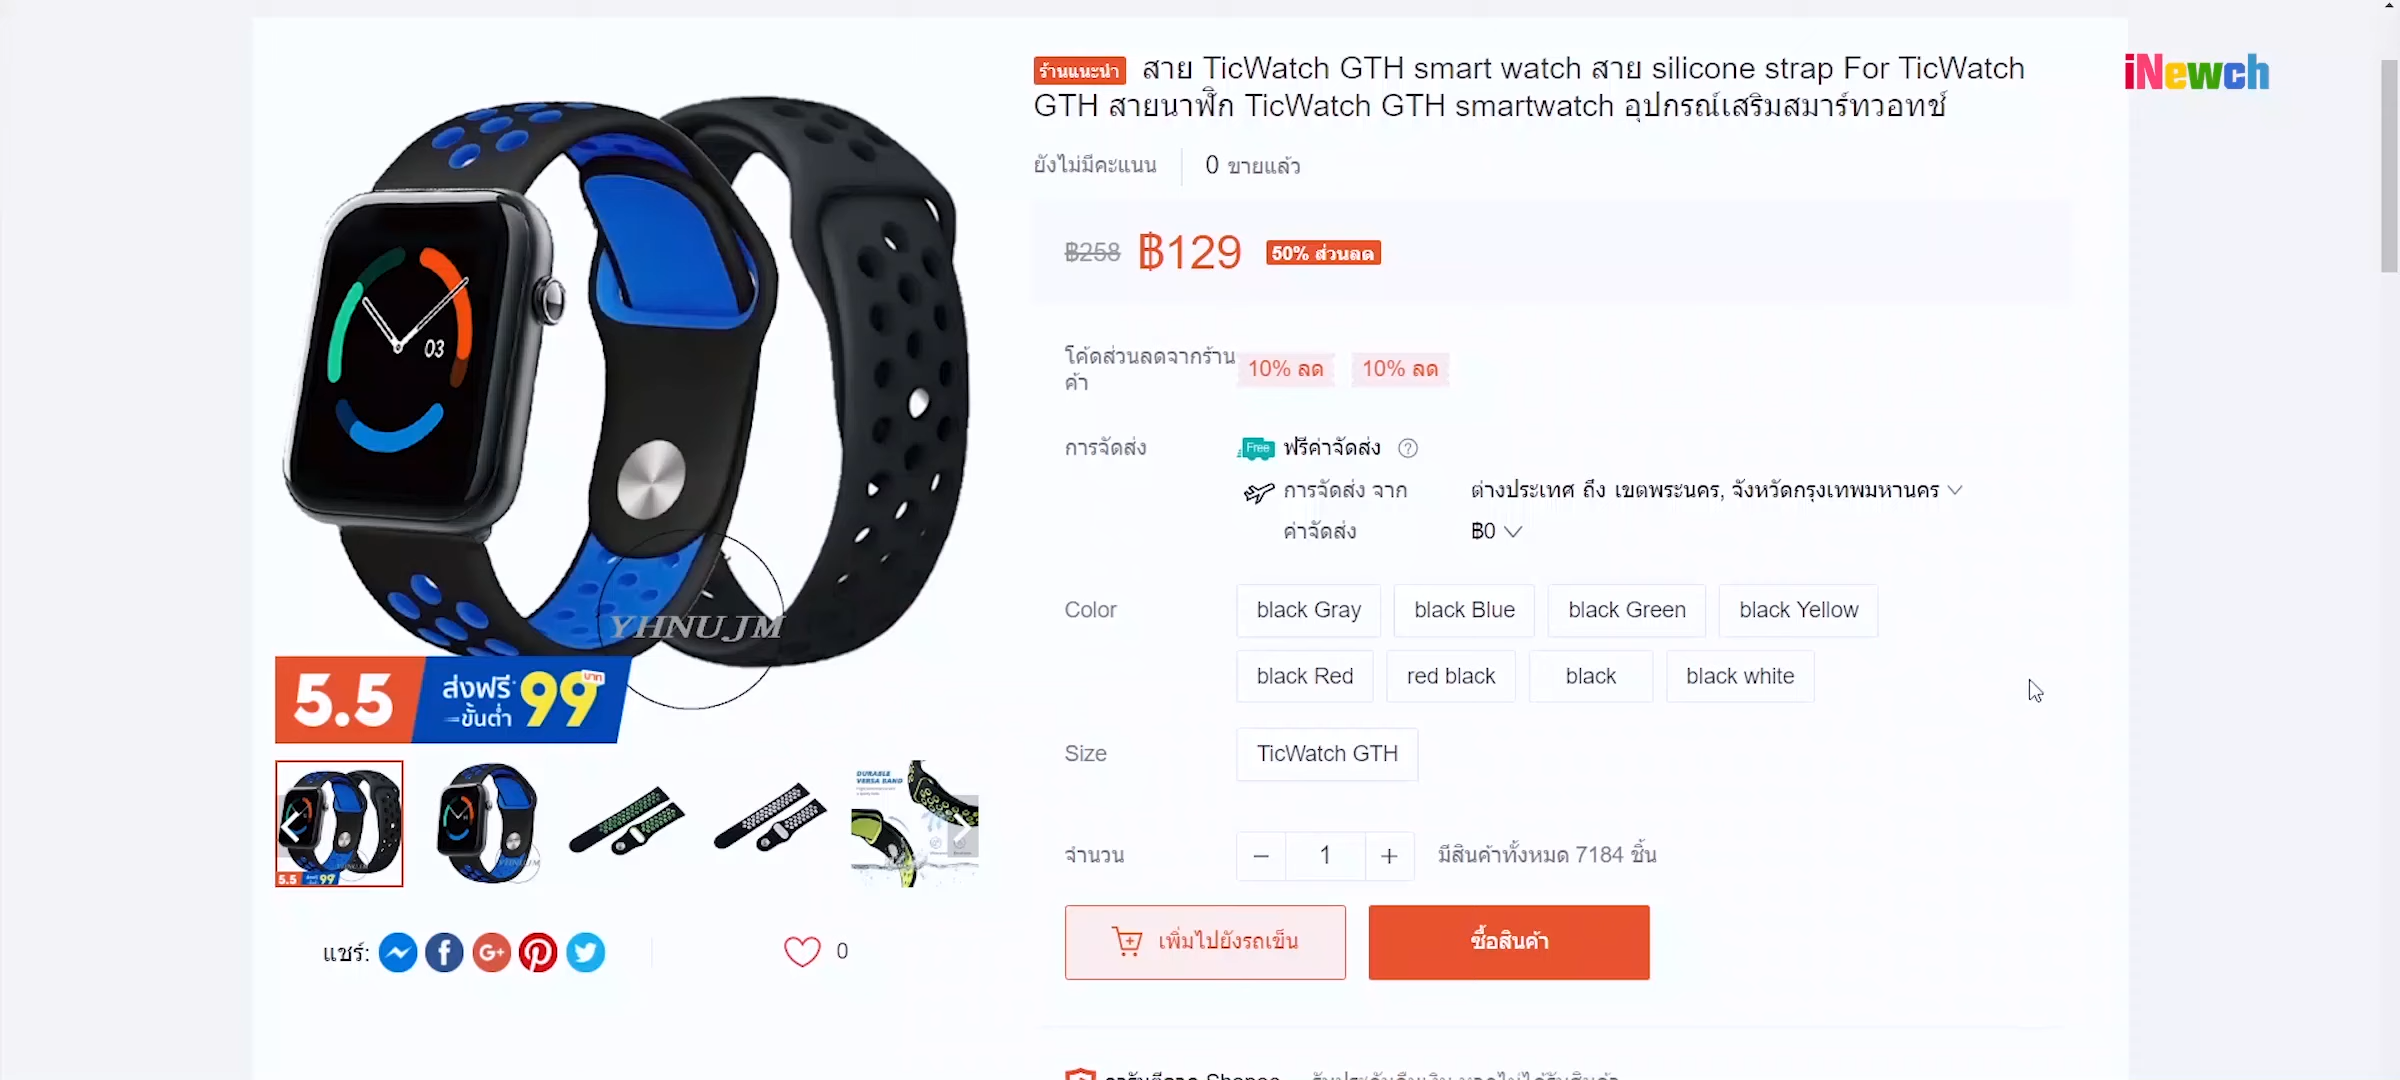 iNewch
ร้านแนะนำ สาย TicWatch GTH smart watch สาย silicone strap For TicWatch
GTH สายนาฬิก TicWatch GTH smartwatch อุปกรณ์เสริมสมาร์ทวอทช์
ยังไม่มีคะแนน 0 ขายแล้ว
฿258 ฿129 50% ส่วนลด
โค้ดส่วนลดจากร้าน
ค้า
10% ลด 10% ลด
การจัดส่ง Free ฟรีค่าจัดส่ง ?
การจัดส่ง จาก ต่างประเทศ ถึง เขตพระนคร, จังหวัดกรุงเทพมหานคร
ค่าจัดส่ง ฿0
Color black Gray black Blue black Green black Yellow
black Red red black black black white
Size TicWatch GTH
จำนวน − 1 + มีสินค้าทั้งหมด 7184 ชิ้น
เพิ่มไปยังรถเข็น ซื้อสินค้า
03
YHNUJM
5.5 ส่งฟรี* ขั้นต่ำ 99 บาท
5.5 99
DURABLE
VERSA BAND
แชร์: 0